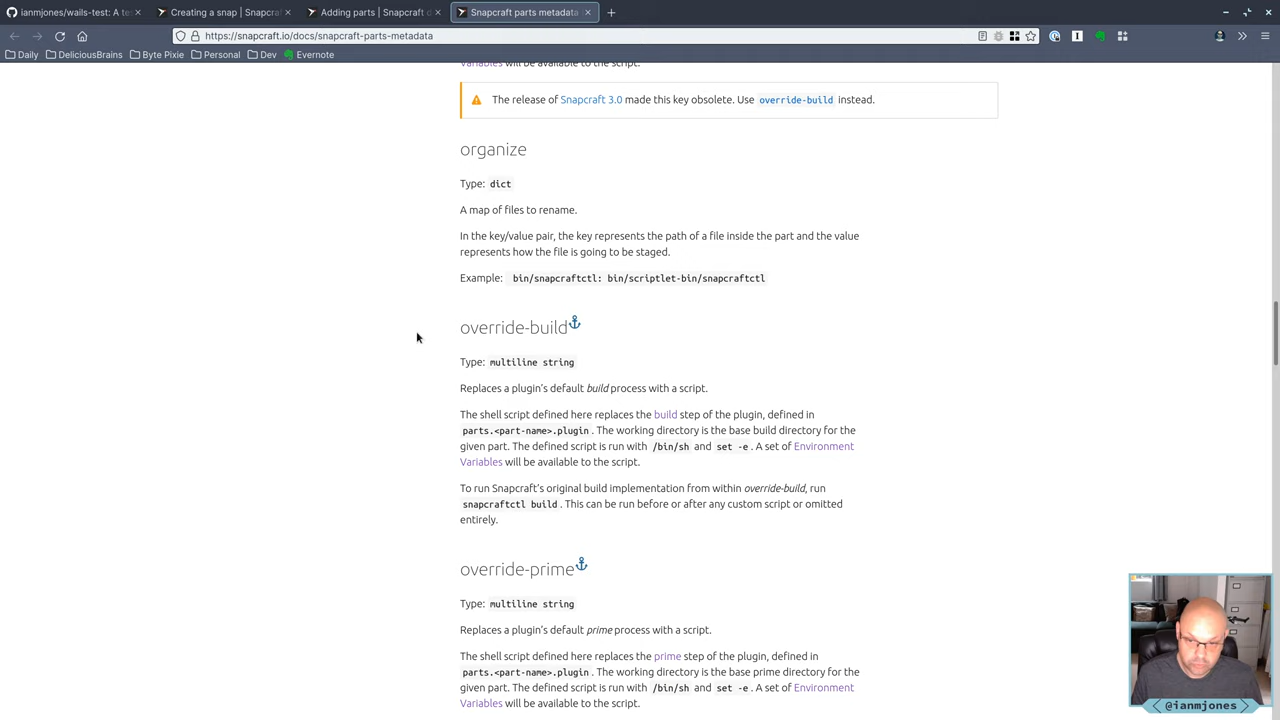 ianmjones/wails-test: A tes
Creating a snap | Snapcraf
Adding parts | Snapcraft d
Snapcraft parts metadata
https://snapcraft.io/docs/snapcraft-parts-metadata
Daily
DeliciousBrains
Byte Pixie
Personal
Dev
Evernote
Variables will be available to the script.
The release of Snapcraft 3.0 made this key obsolete. Use override-build instead.
organize
Type: dict
A map of files to rename.
In the key/value pair, the key represents the path of a file inside the part and the value
represents how the file is going to be staged.
Example: bin/snapcraftctl: bin/scriptlet-bin/snapcraftctl
override-build
Type: multiline string
Replaces a plugin's default build process with a script.
The shell script defined here replaces the build step of the plugin, defined in
parts.<part-name>.plugin. The working directory is the base build directory for the
given part. The defined script is run with /bin/sh and set -e. A set of Environment
Variables will be available to the script.
To run Snapcraft's original build implementation from within override-build, run
snapcraftctl build. This can be run before or after any custom script or omitted
entirely.
override-prime
Type: multiline string
Replaces a plugin's default prime process with a script.
The shell script defined here replaces the prime step of the plugin, defined in
parts.<part-name>.plugin. The working directory is the base prime directory for the
given part. The defined script is run with /bin/sh and set -e. A set of Environment
Variables will be available to the script.
@ianmjones